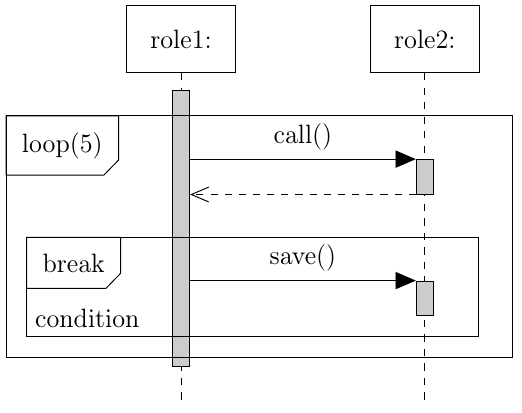 role1:
role2:
loop(5)
call()
break
save()
condition